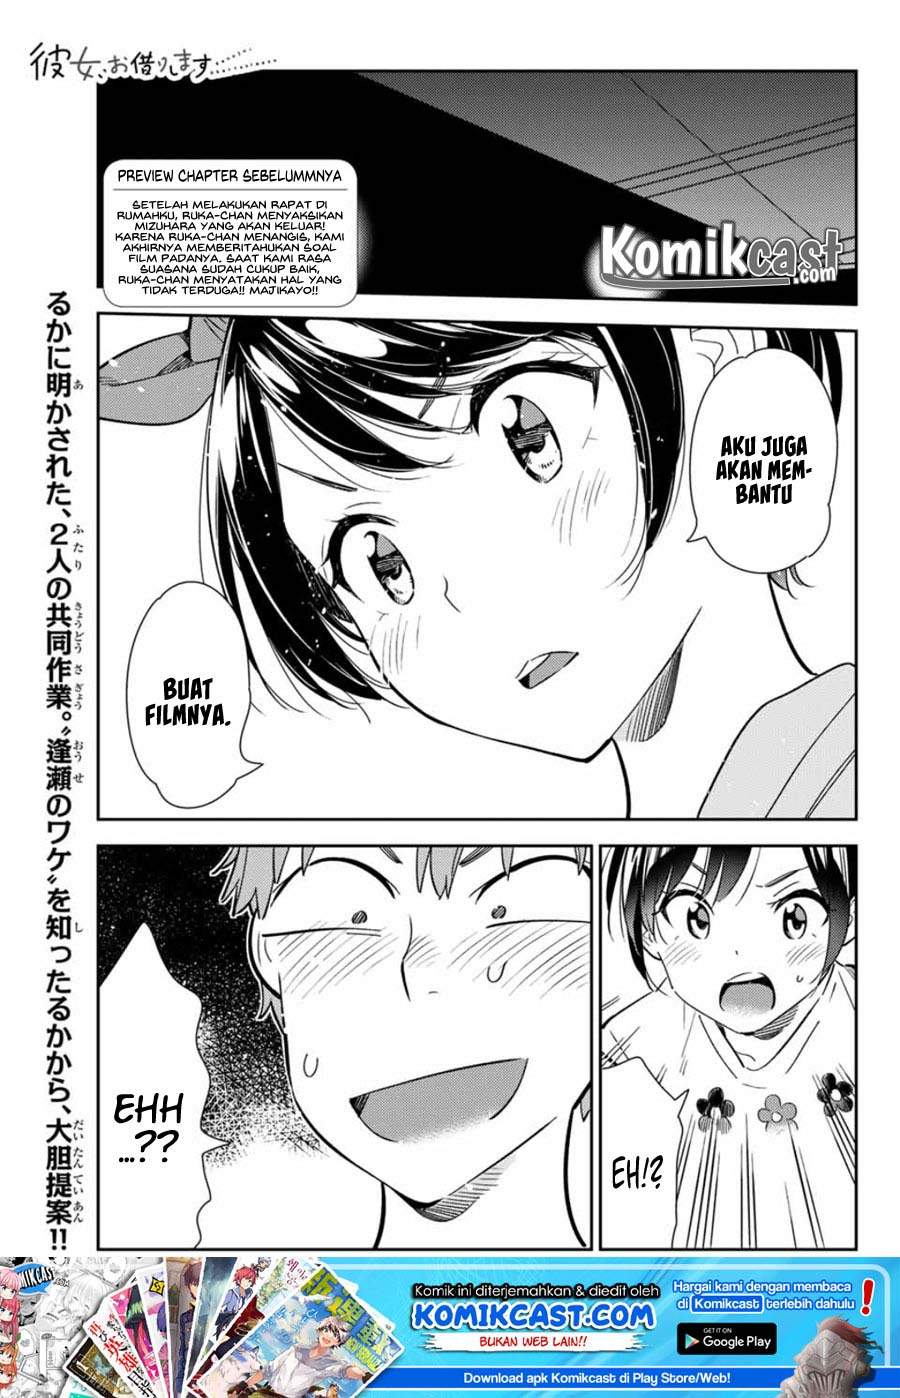 彼女、お借りします
PREVIEW CHAPTER SEBELUMMNYA
SETELAH MELAKUKAN RAPAT DI
RUMAHKU, RUKA-CHAN MENYAKSIKAN
MIZUHARA YANG AKAN KELUAR!
KARENA RUKA-CHAN MENANGIS, KAMI
AKHIRNYA MEMBERITAHUKAN SOAL
FILM PADANYA. SAAT KAMI RASA
SUASANA SUDAH CUKUP BAIK,
RUKA-CHAN MENYATAKAN HAL YANG
TIDAK TERDUGA!! MAJIKAYO!!
Komikcast
.com
るかに明かされた、2人の共同作業。〝逢瀬のワケ〟を知ったるかから、大胆提案!!
AKU JUGA
AKAN MEM-
BANTU
BUAT
FILMNYA.
EH!?
EHH
...??
Komik ini diterjemahkan & diedit oleh
KOMIKCAST.COM
BUKAN WEB LAIN!!
Hargai kami dengan membaca
di Komikcast terlebih dahulu !
GET IT ON
Google Play
Download apk Komikcast di Play Store/Web!